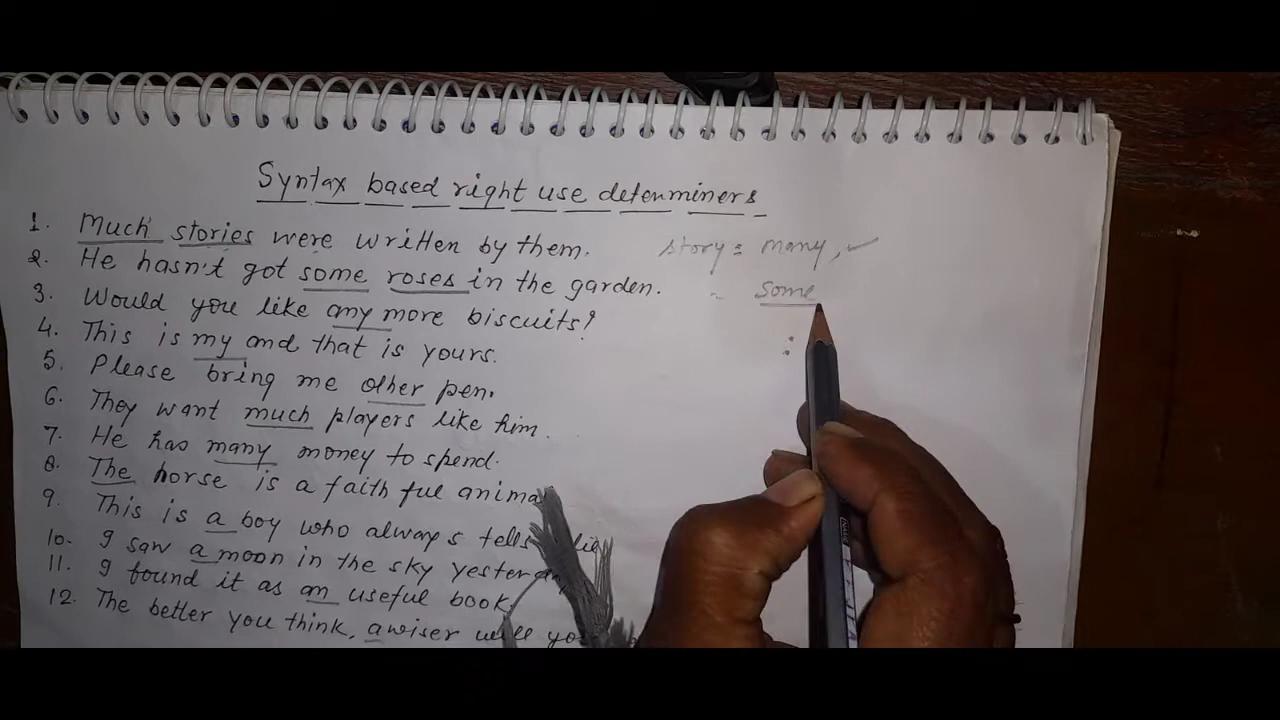 Syntax based right use determiners
1. Much stories were written by them. story = many, ✓
2. He hasn't got some roses in the garden. some
3. Would you like any more biscuits?
4. This is my and that is yours.
5. Please bring me other pen.
6. They want much players like him.
7. He has many money to spend.
8. The horse is a faithful
9. This is a boy who always tells
10. I saw a moon in the sky
11. I found it as an useful book,
12. The better you think, a wiser will